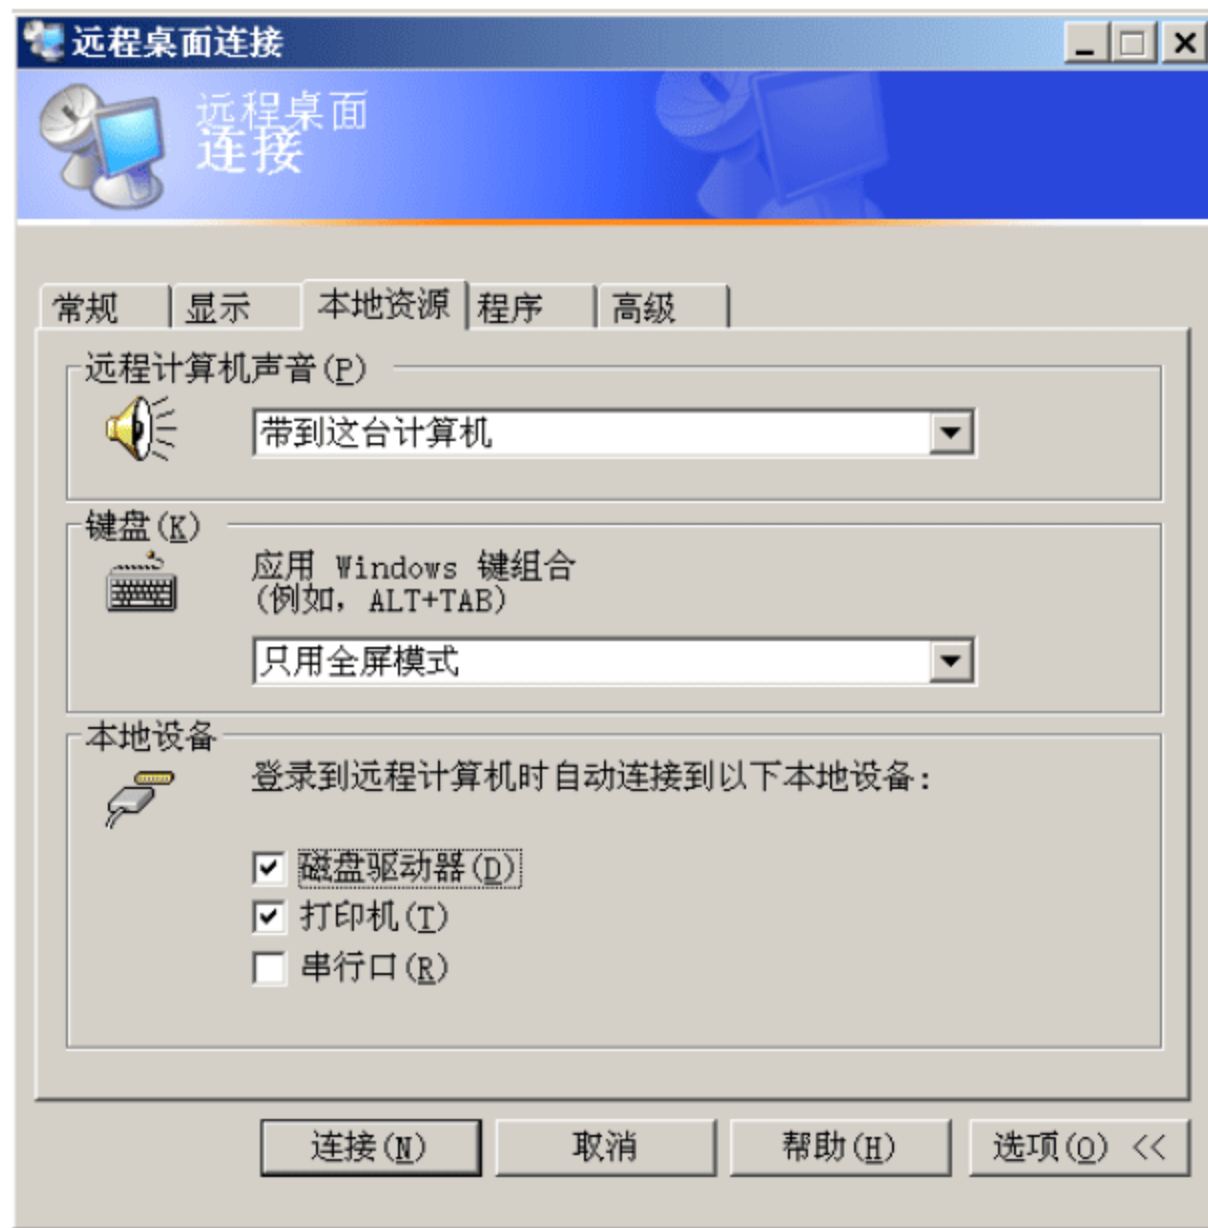 远程桌面连接
远程桌面
连接
常规 显示 本地资源 程序 高级
远程计算机声音(P)
带到这台计算机
键盘(K)
应用 Windows 键组合
(例如, ALT+TAB)
只用全屏模式
本地设备
登录到远程计算机时自动连接到以下本地设备:
磁盘驱动器(D)
打印机(T)
串行口(R)
连接(N) 取消 帮助(H) 选项(O) <<